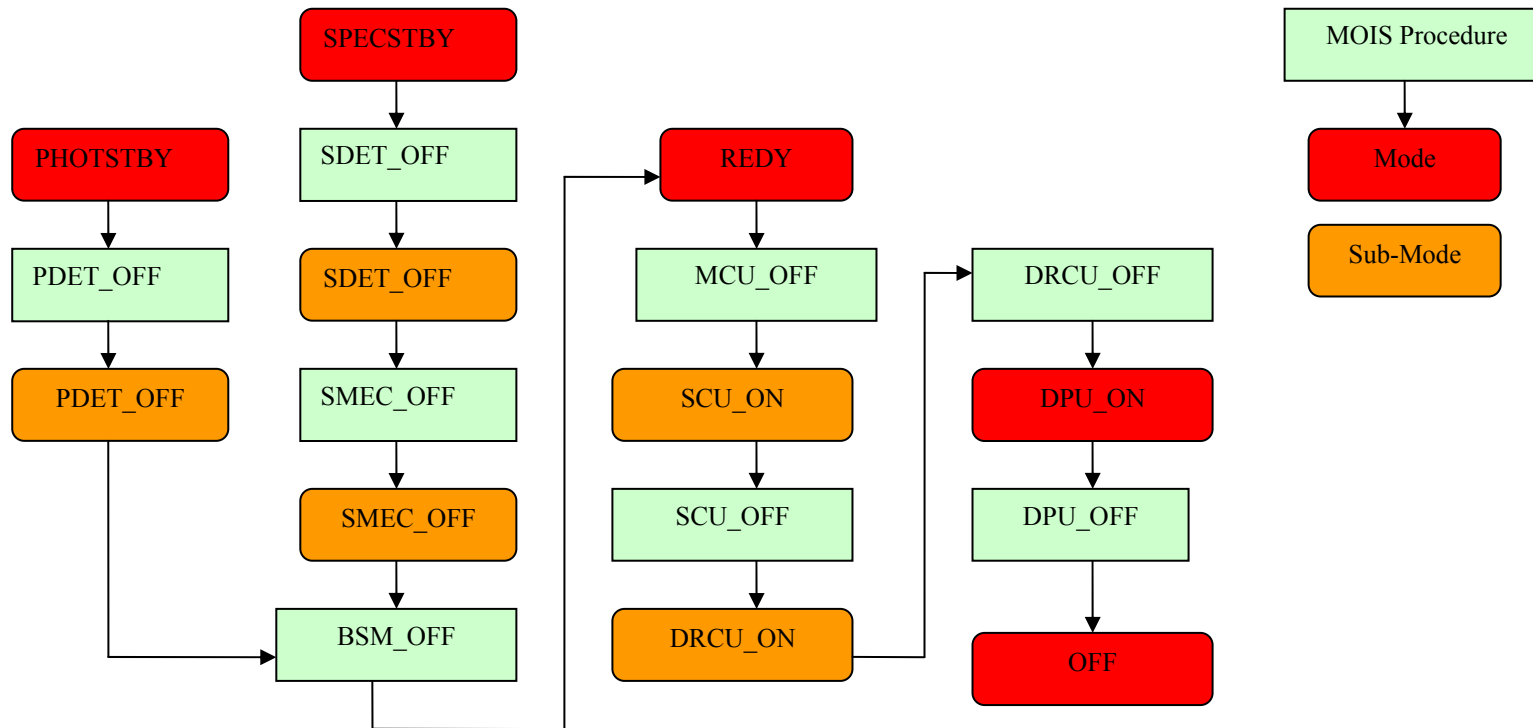 SPECSTBY
MOIS Procedure
PHOTSTBY
SDET_OFF
REDY
Mode
PDET_OFF
SDET_OFF
MCU_OFF
DRCU_OFF
Sub-Mode
PDET_OFF
SMEC_OFF
SCU_ON
DPU_ON
SMEC_OFF
SCU_OFF
DPU_OFF
BSM_OFF
DRCU_ON
OFF